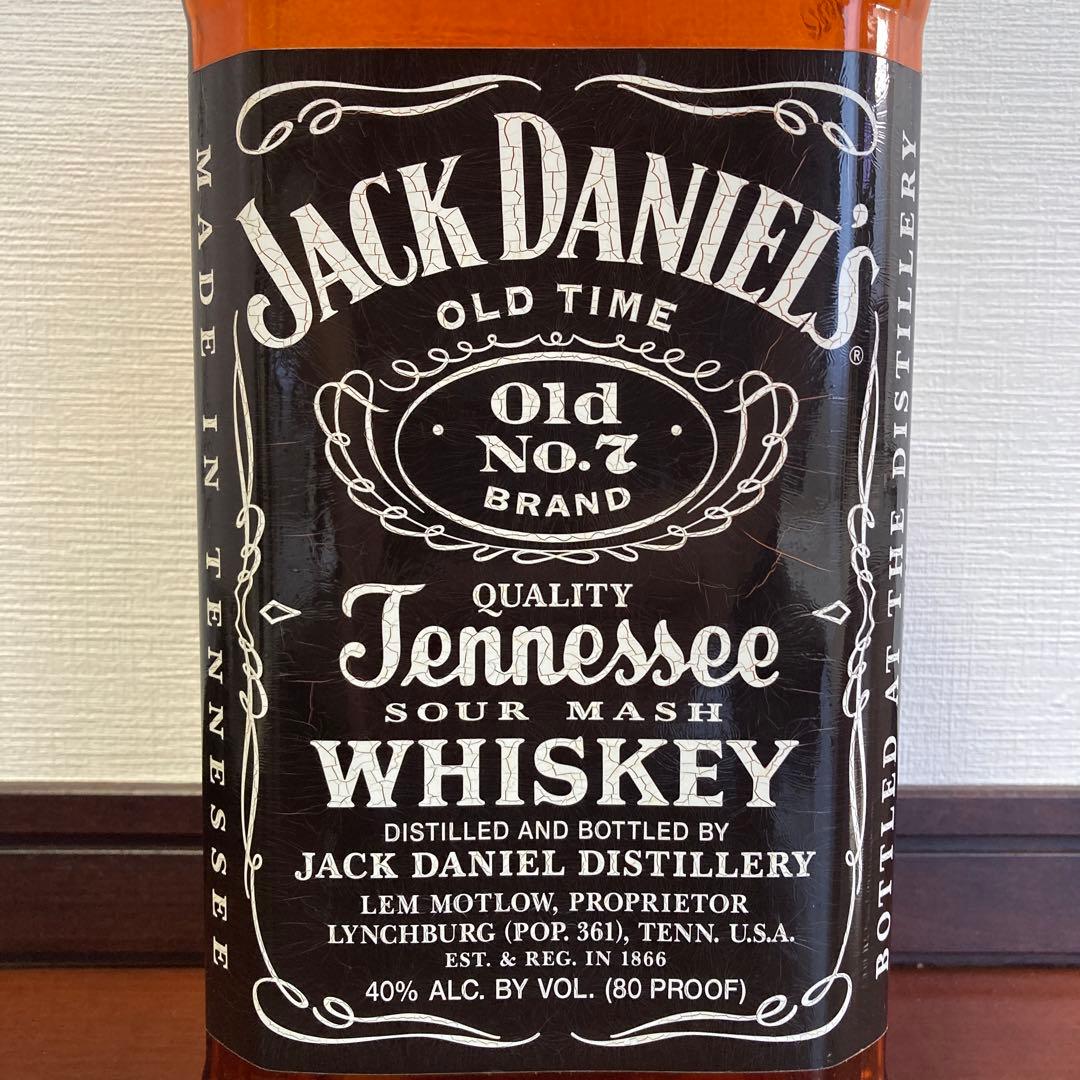 JACK DANIEL'S
®
OLD TIME
Old
No.7
BRAND
QUALITY
Tennessee
SOUR MASH
WHISKEY
DISTILLED AND BOTTLED BY
JACK DANIEL DISTILLERY
LEM MOTLOW, PROPRIETOR
LYNCHBURG (POP. 361), TENN. U.S.A.
EST. & REG. IN 1866
40% ALC. BY VOL. (80 PROOF)
MADE IN TENNESSEE
BOTTLED AT THE DISTILLERY